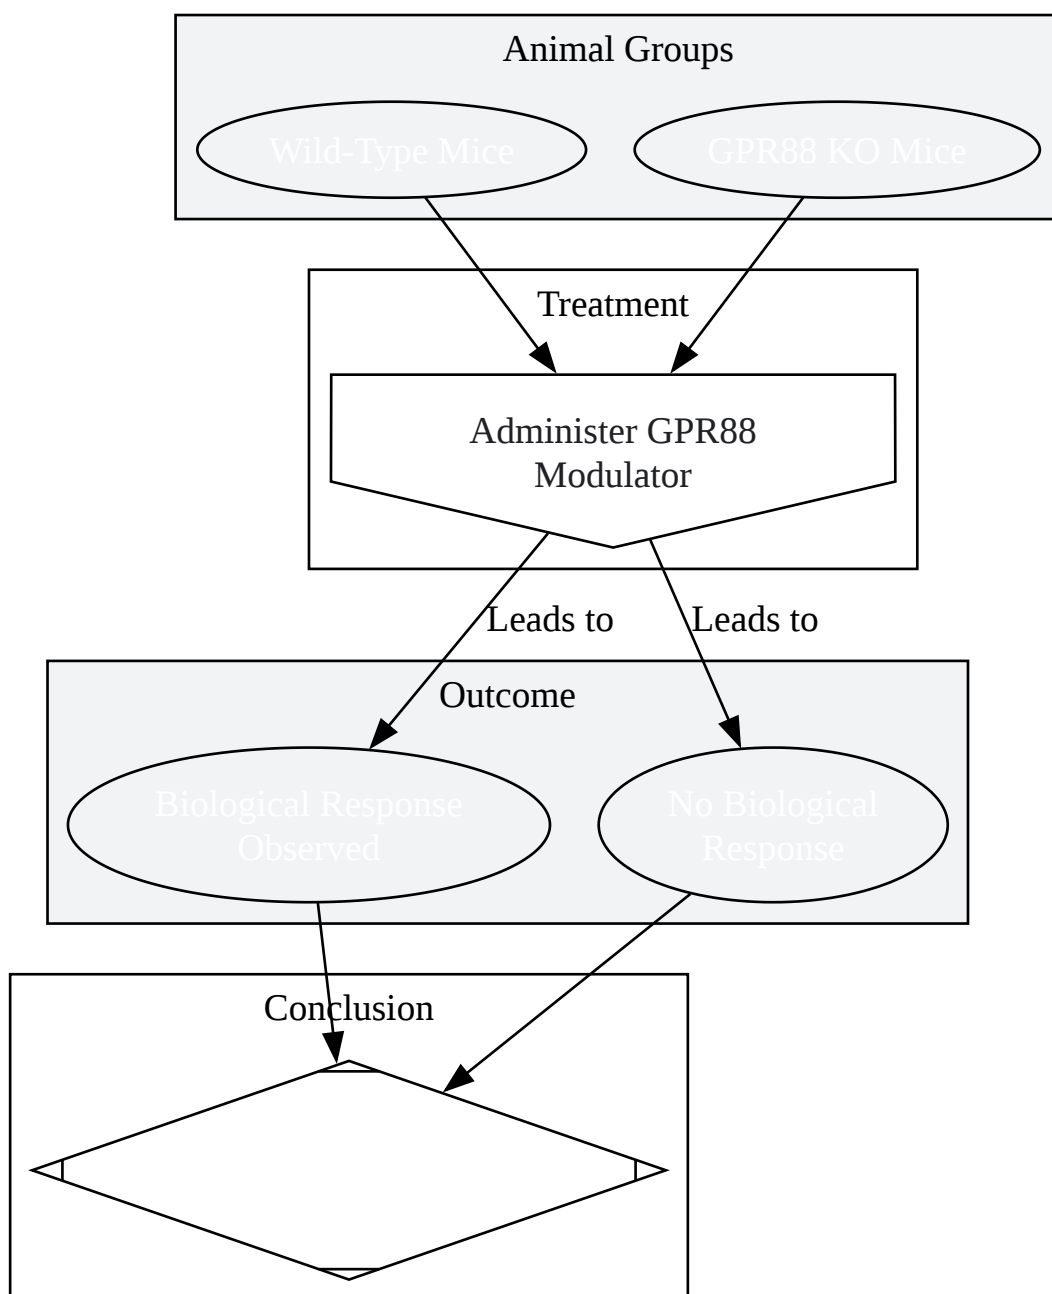 Animal Groups
Wild-Type Mice
GPR88 KO Mice
Treatment
Administer GPR88
Modulator
Leads to
Leads to
Outcome
Biological Response
Observed
No Biological
Response
Conclusion